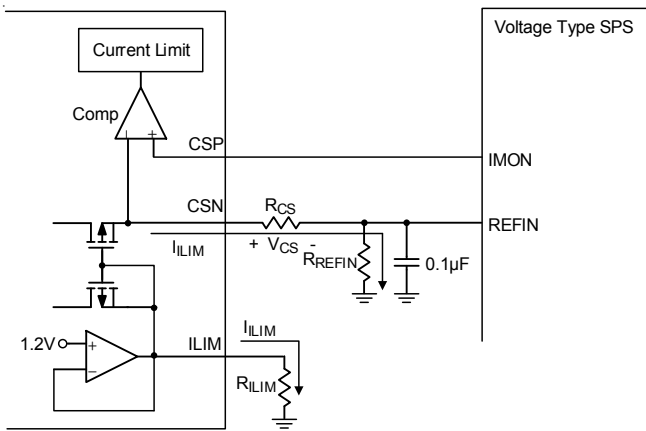 Current Limit
Voltage Type SPS
Comp
- +
CSP
IMON
CSN
RCS
REFIN
IILIM
+ VCS -
RREFIN
0.1µF
1.2V
+
-
ILIM
IILIM
RILIM